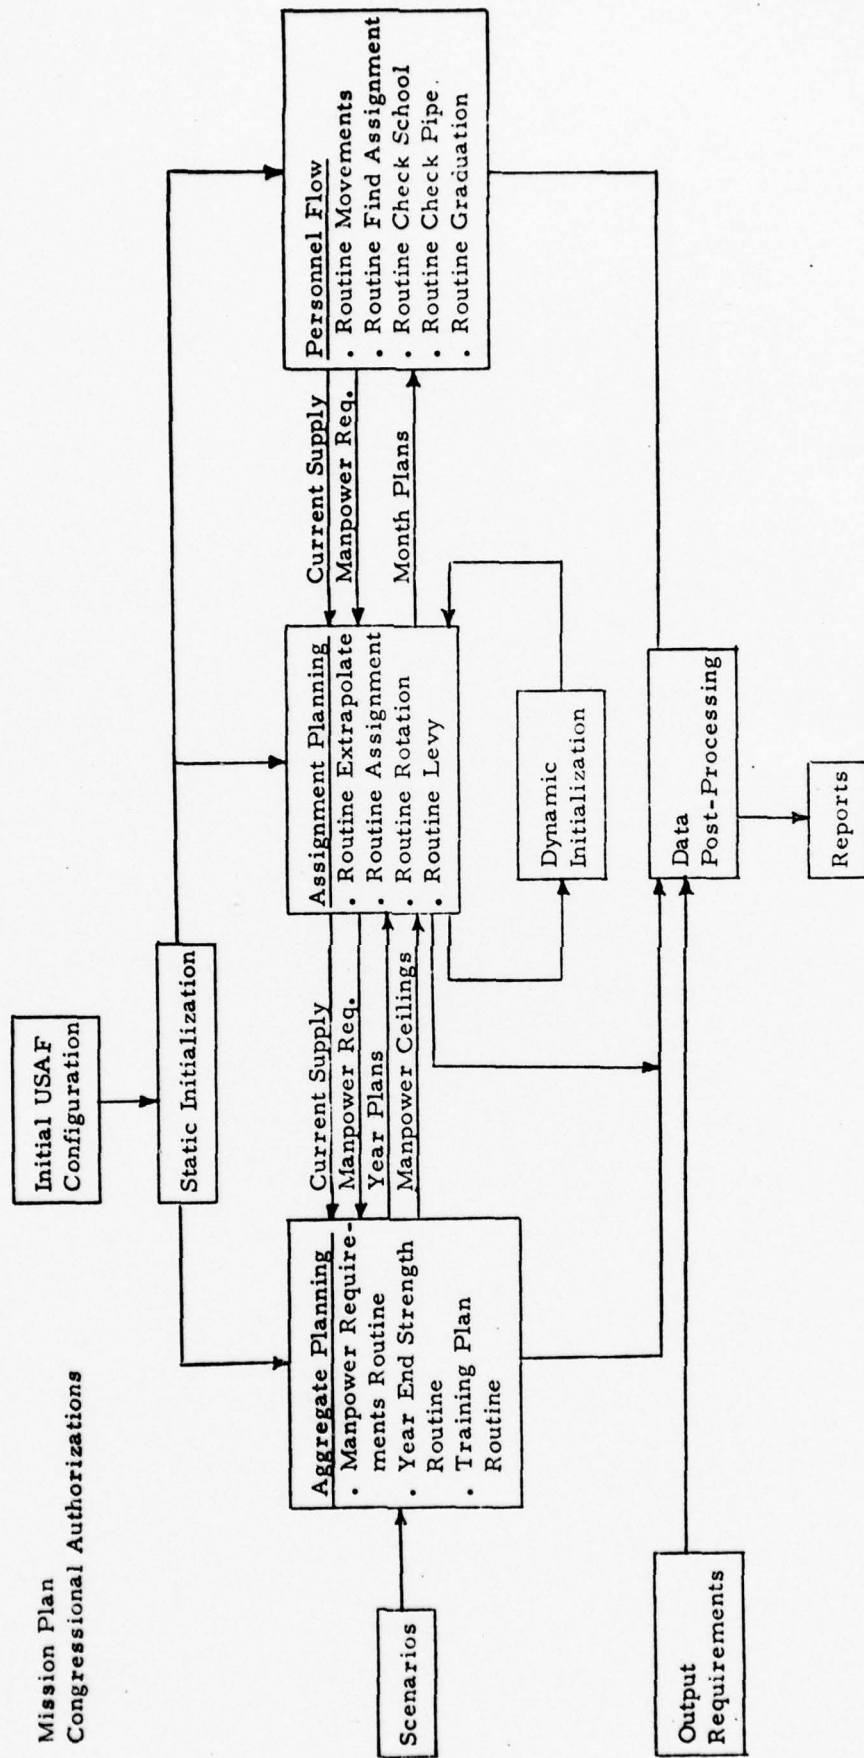 Mission Plan
Congressional Authorizations
Initial USAF
Configuration
Static Initialization
Scenarios
Aggregate Planning
• Manpower Require-
ments Routine
• Year End Strength
Routine
• Training Plan
Routine
Current Supply
Manpower Req.
Year Plans
Manpower Ceilings
Assignment Planning
• Routine Extrapolate
• Routine Assignment
• Routine Rotation
• Routine Levy
Current Supply
Manpower Req.
Month Plans
Personnel Flow
• Routine Movements
• Routine Find Assignment
• Routine Check School
• Routine Check Pipe.
• Routine Graduation
Dynamic
Initialization
Output
Requirements
Data
Post-Processing
Reports